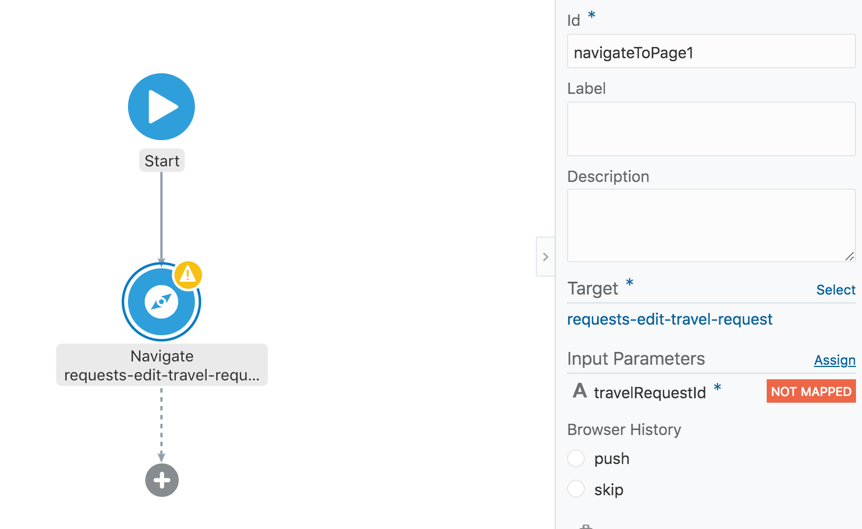 Start
Navigate
requests-edit-travel-requ...
Id *
navigateToPage1
Label
Description
Target * Select
requests-edit-travel-request
Input Parameters Assign
A travelRequestId * NOT MAPPED
Browser History
push
skip